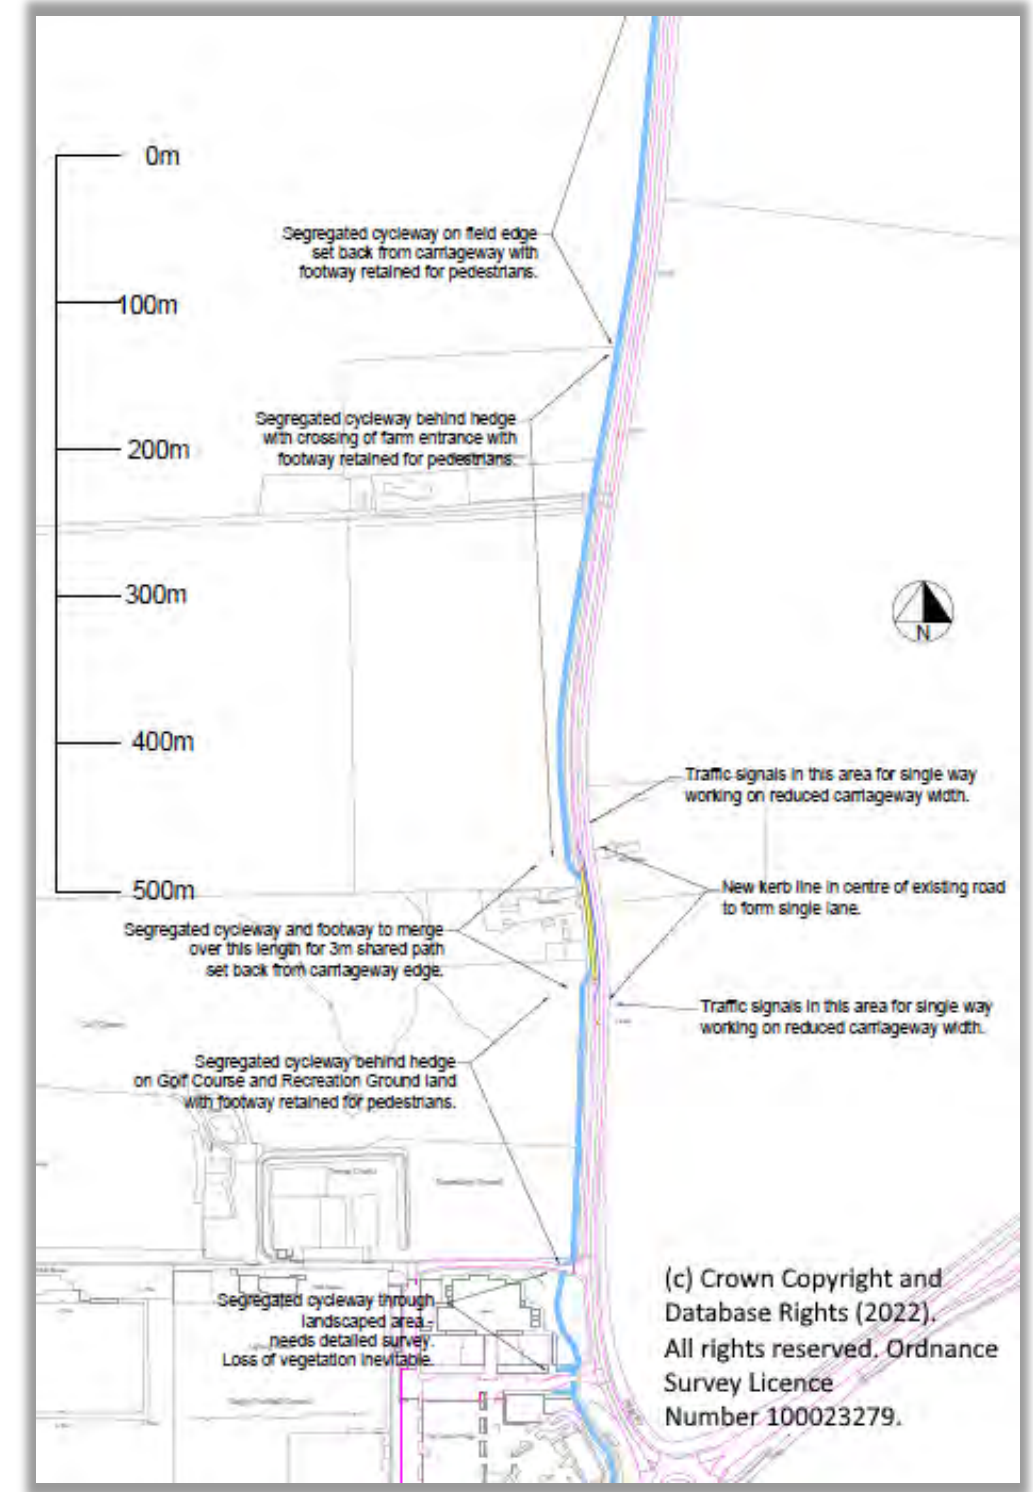 0m
Segregated cycleway on field edge
set back from carriageway with
footway retained for pedestrians.
100m
Segregated cycleway behind hedge
with crossing of farm entrance with
footway retained for pedestrians.
200m
300m
N
400m
Traffic signals in this area for single way
working on reduced carriageway width.
500m
New kerb line in centre of existing road
to form single lane.
Segregated cycleway and footway to merge
over this length for 3m shared path
set back from carriageway edge.
Traffic signals in this area for single way
working on reduced carriageway width.
Segregated cycleway behind hedge
on Golf Course and Recreation Ground land
with footway retained for pedestrians.
Segregated cycleway through
landscaped area -
needs detailed survey.
Loss of vegetation inevitable.
(c) Crown Copyright and
Database Rights (2022).
All rights reserved. Ordnance
Survey Licence
Number 100023279.